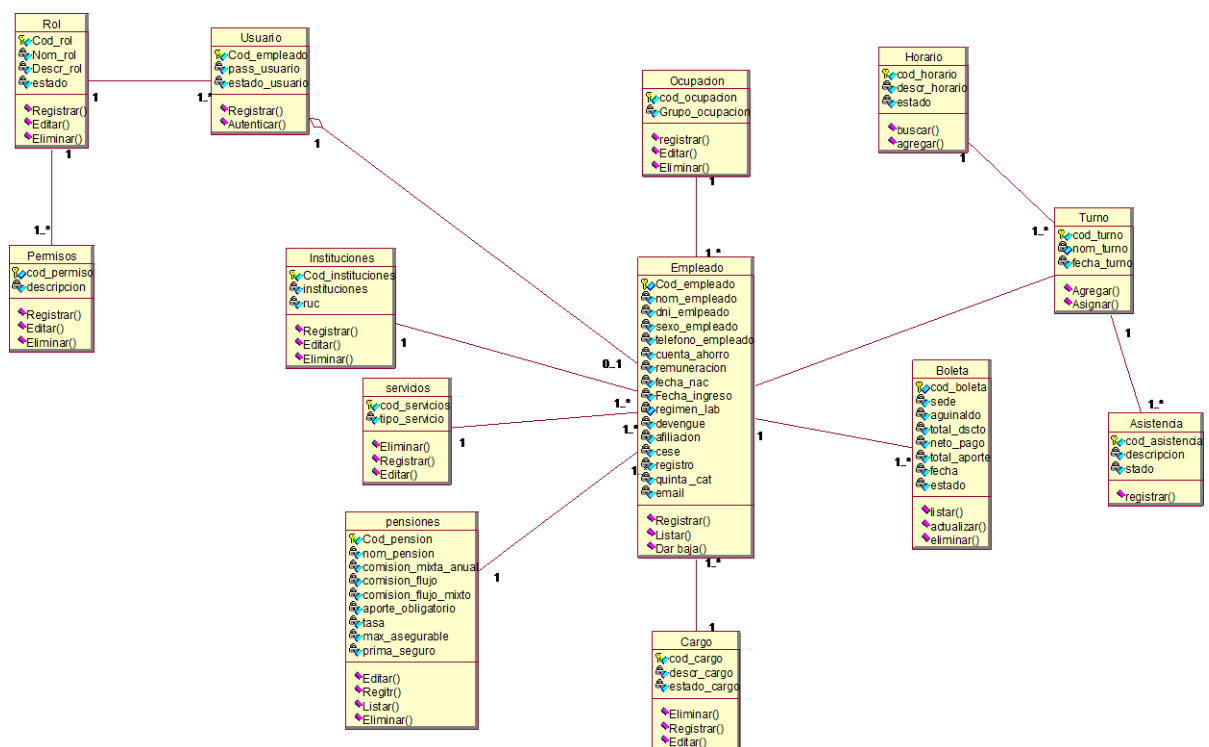 Rol
Cod_rol
Nom_rol
Descr_rol
estado
Registrar()
Editar()
Eliminar()
1
1..*
1
1..*
Usuario
Cod_empleado
pass_usuario
estado_usuario
Registrar()
Autenticar()
1
0..1
Permisos
cod_permiso
descripcion
Registrar()
Editar()
Eliminar()
Ocupacion
cod_ocupacion
Grupo_ocupacion
registrar()
Editar()
Eliminar()
1
1..*
Horario
cod_horario
descr_horario
estado
buscar()
agregar()
1
1..*
Turno
cod_turno
nom_turno
fecha_turno
Agregar()
Asignar()
1
1..*
Instituciones
Cod_instituciones
instituciones
ruc
Registrar()
Editar()
Eliminar()
1
1..*
servicios
cod_servicios
tipo_servicio
Eliminar()
Registrar()
Editar()
1
1..*
Empleado
Cod_empleado
nom_empleado
dni_emlpeado
sexo_empleado
telefono_empleado
cuenta_ahorro
remuneracion
fecha_nac
Fecha_ingreso
regimen_lab
devengue
afiliacion
cese
registro
quinta _cat
email
Registrar()
Listar()
Dar baja()
1
1..*
Boleta
cod_boleta
sede
aguinaldo
total_dscto
neto_pago
total_aporte
fecha
estado
listar()
actualizar()
eliminar()
1..*
Asistencia
cod_asistencia
descripcion
stado
registrar()
pensiones
Cod_pension
nom_pension
comision_mixta_anual
comision_flujo
comision_flujo_mixto
aporte_obligatorio
tasa
max_asegurable
prima_seguro
Editar()
Regitr()
Listar()
Eliminar()
1
1
Cargo
cod_cargo
descr_cargo
estado_cargo
Eliminar()
Registrar()
Editar()
1